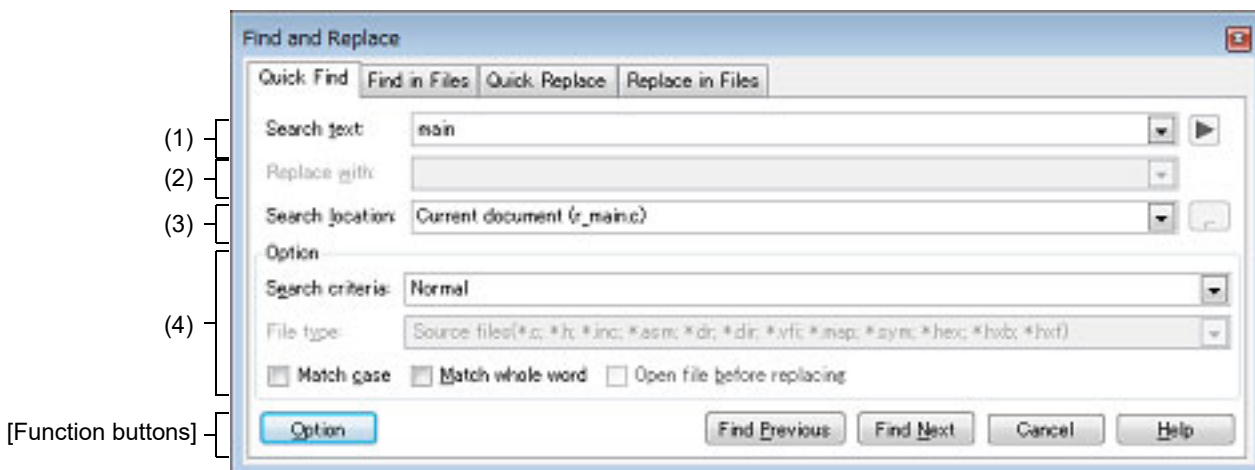 Find and Replace
Quick Find Find in Files Quick Replace Replace in Files
(1) Search text: main
(2) Replace with:
(3) Search location: Current document (r_main.c)
Option
Search criteria: Normal
(4) File type: Source files(*.c; *.h; *.inc; *.asm; *.dr; *.dir; *.vfi; *.map; *.sym; *.hex; *.hxb; *.hxf)
Match case Match whole word Open file before replacing
[Function buttons] Option Find Previous Find Next Cancel Help